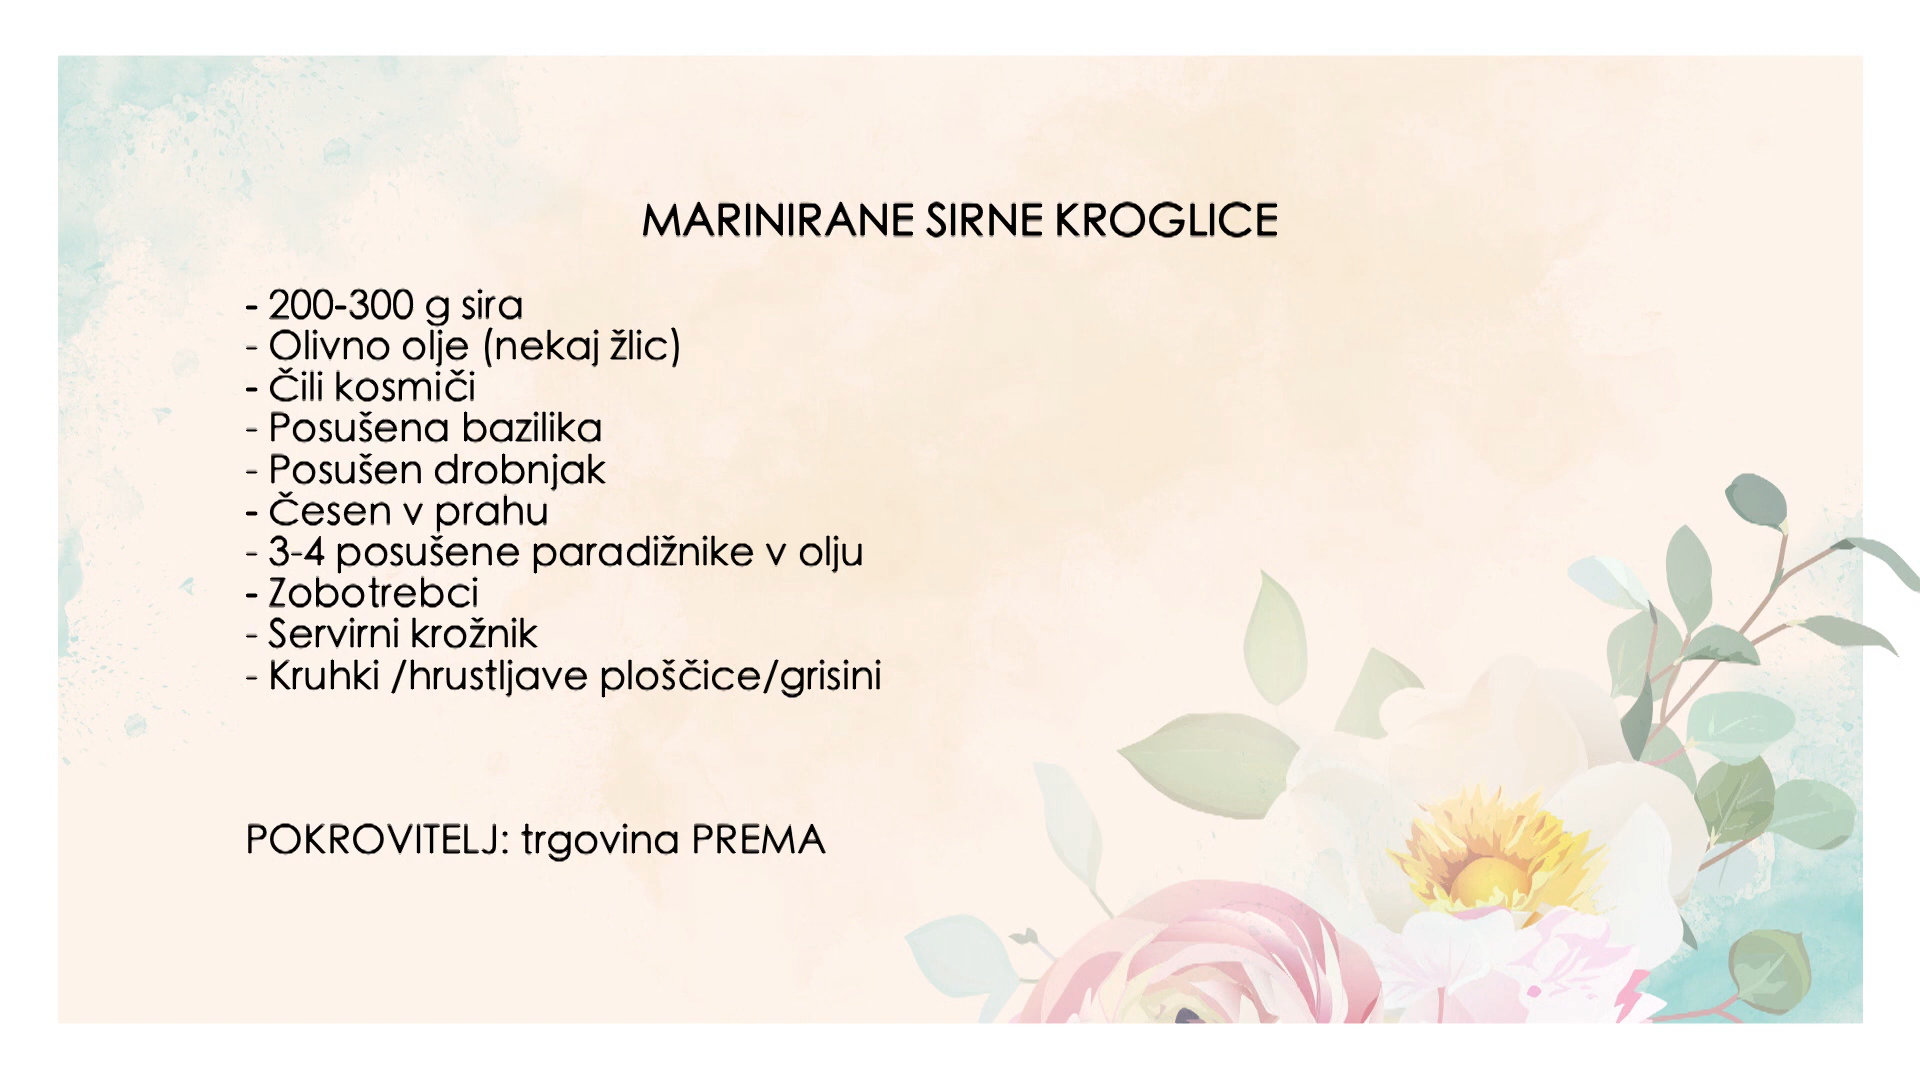 MARINIRANE SIRNE KROGLICE
- 200-300 g sira
- Olivno olje (nekaj žlic)
- Čili kosmiči
- Posušena bazilika
- Posušen drobnjak
- Česen v prahu
- 3-4 posušene paradižnike v olju
- Zobotrebci
- Servirni krožnik
- Kruhki /hrustljave ploščice/grisini
POKROVITELJ: trgovina PREMA